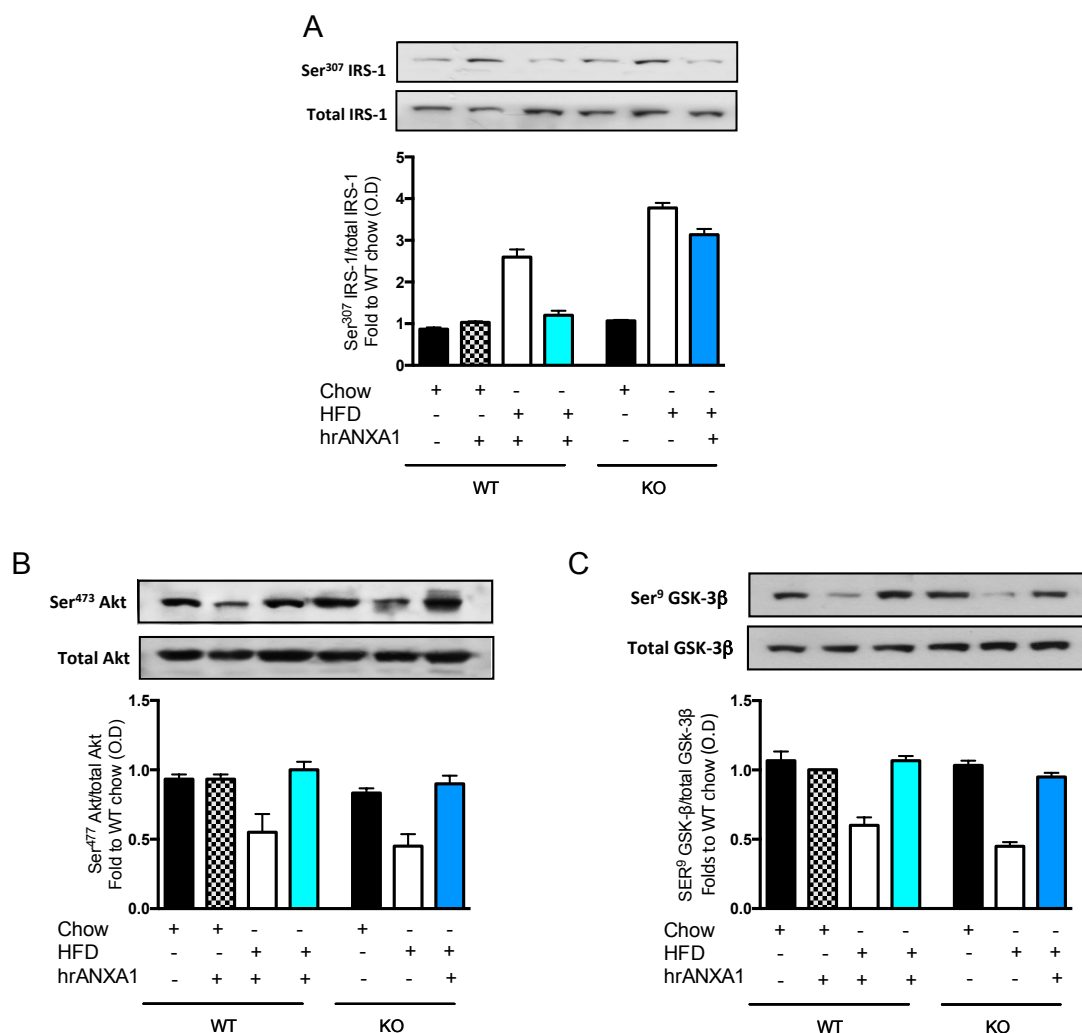 A
Ser³⁰⁷ IRS-1
Total IRS-1
Ser³⁰⁷ IRS-1/total IRS-1
Fold to WT chow (O.D)
5
4
3
2
1
0
Chow + + - - + - -
HFD - - + + - + +
hrANXA1 - + + + - - +
WT KO
B
Ser⁴⁷³ Akt
Total Akt
Ser⁴⁷⁷ Akt/total Akt
Fold to WT chow (O.D)
1.5
1.0
0.5
0.0
Chow + + - - + - -
HFD - - + + - + +
hrANXA1 - + + + - - +
WT KO
C
Ser⁹ GSK-3β
Total GSK-3β
SER⁹ GSK-β/total GSk-3β
Folds to WT chow (O.D)
1.5
1.0
0.5
0.0
Chow + + - - + - -
HFD - - + + - + +
hrANXA1 - + + + - - +
WT KO